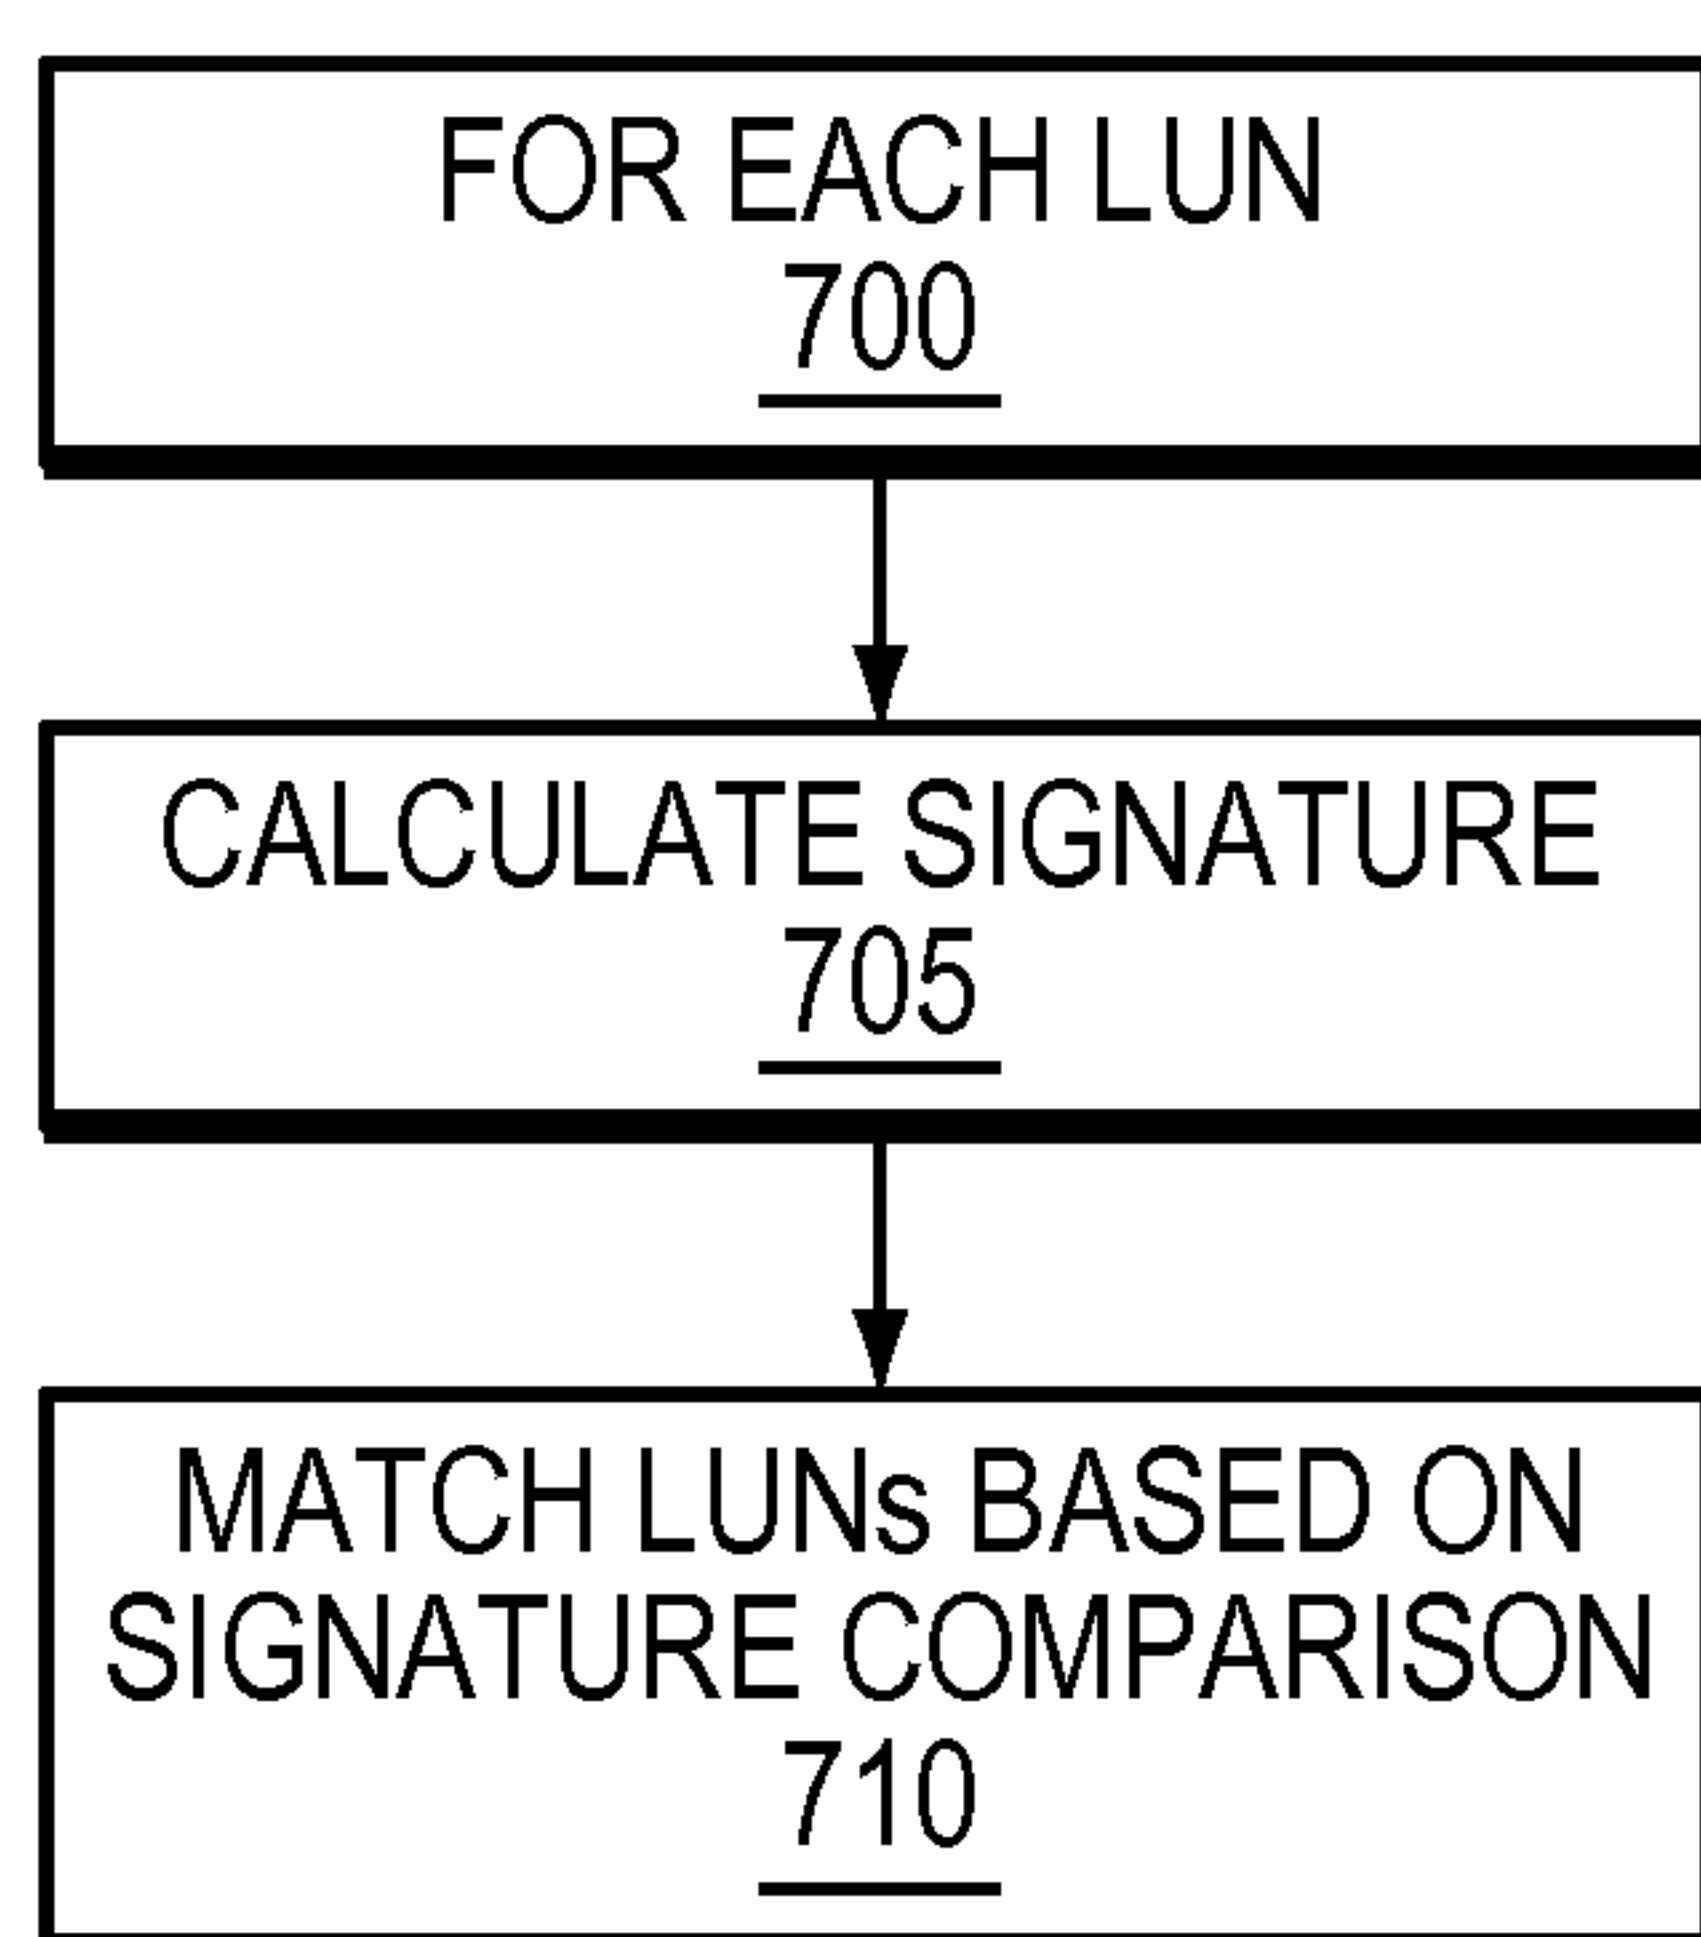 FOR EACH LUN
700
CALCULATE SIGNATURE
705
MATCH LUNs BASED ON
SIGNATURE COMPARISON
710